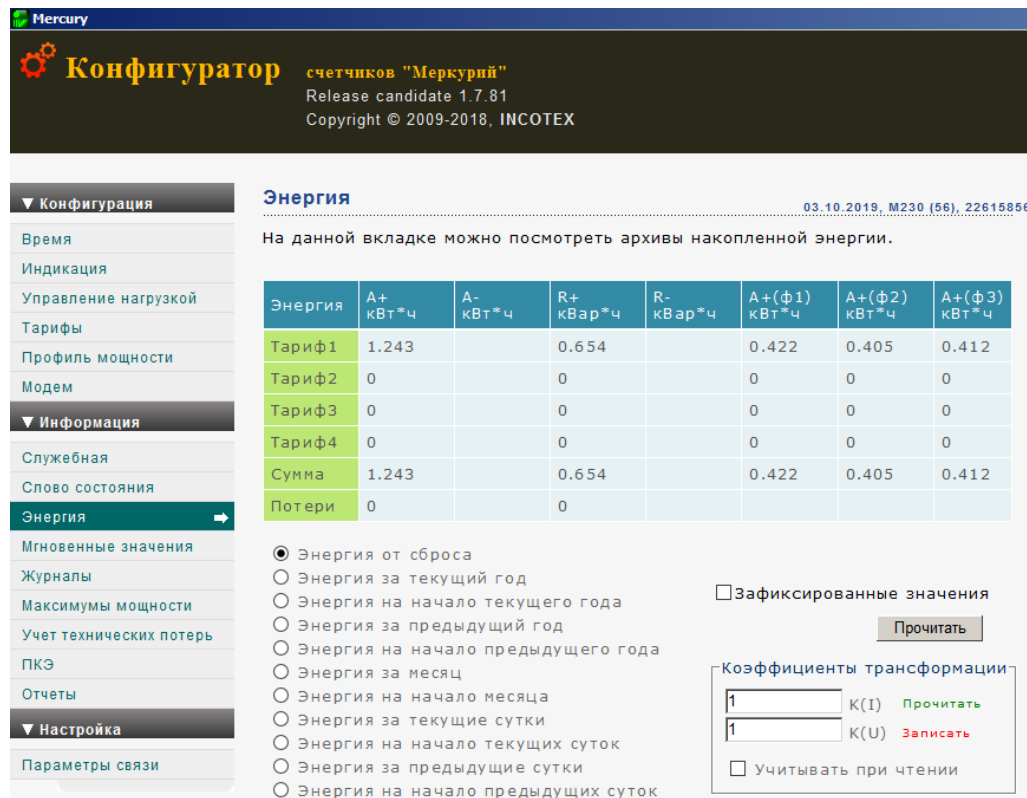 Mercury
Конфигуратор счетчиков "Меркурий"
Release candidate 1.7.81
Copyright © 2009-2018, INCOTEX
▼ Конфигурация
Время
Индикация
Управление нагрузкой
Тарифы
Профиль мощности
Модем
▼ Информация
Служебная
Слово состояния
Энергия
Мгновенные значения
Журналы
Максимумы мощности
Учет технических потерь
ПКЭ
Отчеты
▼ Настройка
Параметры связи
Энергия
03.10.2019, M230 (56), 22615856
На данной вкладке можно посмотреть архивы накопленной энергии.
Энергия A+ кВт*ч A- кВт*ч R+ кВар*ч R- кВар*ч A+(ф1) кВт*ч A+(ф2) кВт*ч A+(ф3) кВт*ч
Тариф1 1.243 0.654 0.422 0.405 0.412
Тариф2 0 0 0 0 0
Тариф3 0 0 0 0 0
Тариф4 0 0 0 0 0
Сумма 1.243 0.654 0.422 0.405 0.412
Потери 0 0
Энергия от сброса
Энергия за текущий год
Энергия на начало текущего года
Энергия за предыдущий год
Энергия на начало предыдущего года
Энергия за месяц
Энергия на начало месяца
Энергия за текущие сутки
Энергия на начало текущих суток
Энергия за предыдущие сутки
Энергия на начало предыдущих суток
Зафиксированные значения
Прочитать
Коэффициенты трансформации
1 K(I) Прочитать
1 K(U) Записать
Учитывать при чтении